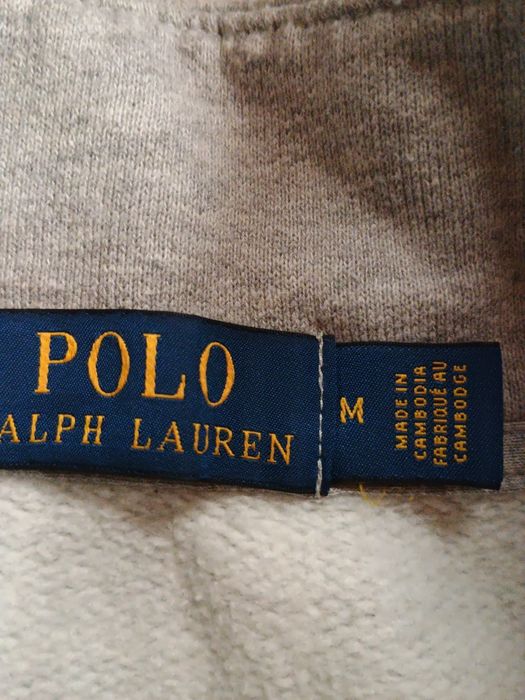 POLO
ALPH LAUREN
M
MADE IN
CAMBODIA
FABRIQUÉ AU
CAMBODGE